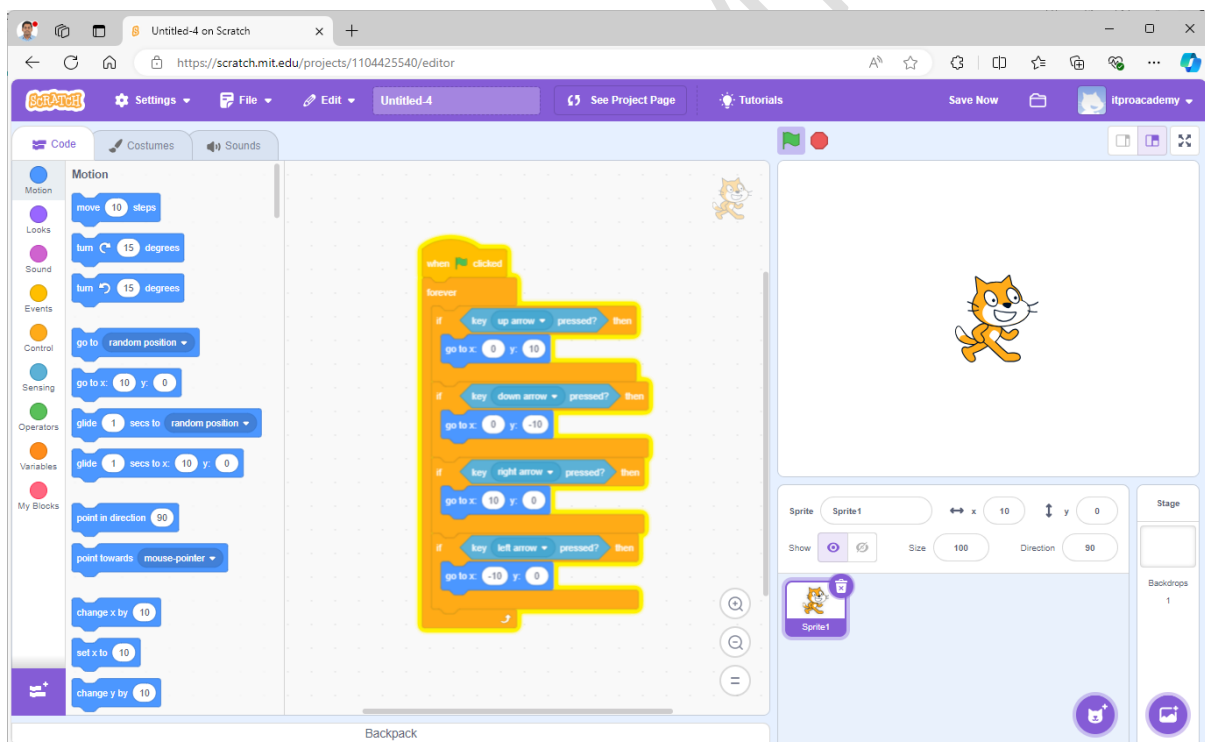 Untitled-4 on Scratch
https://scratch.mit.edu/projects/1104425540/editor
SCRATCH Settings File Edit Untitled-4 See Project Page Tutorials Save Now itproacademy
Code Costumes Sounds
Motion
Looks
Sound
Events
Control
Sensing
Operators
Variables
My Blocks
Motion
move 10 steps
turn 15 degrees
turn 15 degrees
go to random position
go to x: 10 y: 0
glide 1 secs to random position
glide 1 secs to x: 10 y: 0
point in direction 90
point towards mouse-pointer
change x by 10
set x to 10
change y by 10
when clicked
forever
if key up arrow pressed? then
go to x: 0 y: 10
if key down arrow pressed? then
go to x: 0 y: -10
if key right arrow pressed? then
go to x: 10 y: 0
if key left arrow pressed? then
go to x: -10 y: 0
Sprite Sprite1 x 10 y 0
Show Size 100 Direction 90
Sprite1
Stage
Backdrops
1
Backpack